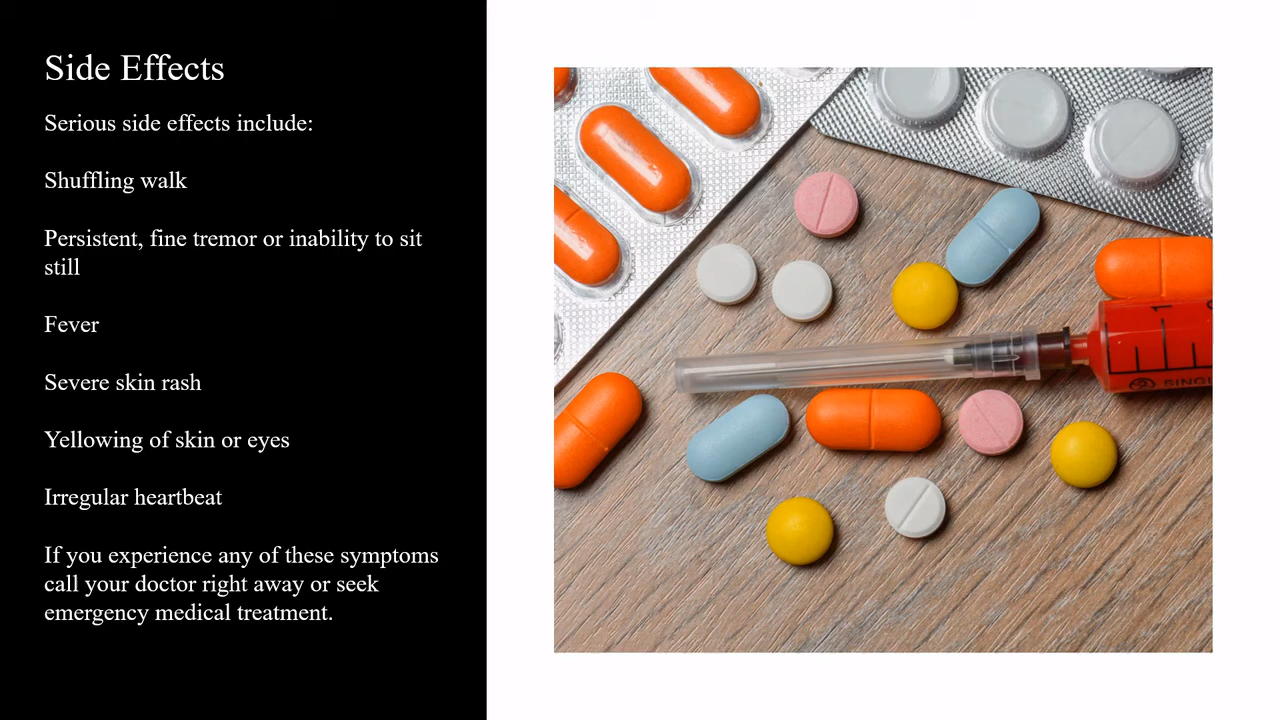 Side Effects
Serious side effects include:
Shuffling walk
Persistent, fine tremor or inability to sit
still
Fever
Severe skin rash
Yellowing of skin or eyes
Irregular heartbeat
If you experience any of these symptoms
call your doctor right away or seek
emergency medical treatment.
1